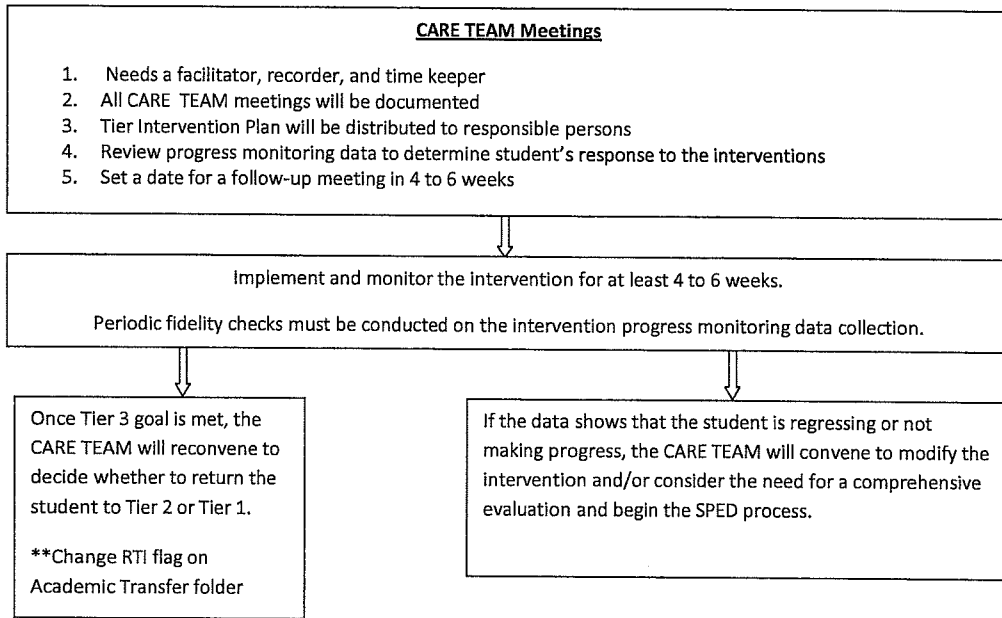 CARE TEAM Meetings
1. Needs a facilitator, recorder, and time keeper
2. All CARE TEAM meetings will be documented
3. Tier Intervention Plan will be distributed to responsible persons
4. Review progress monitoring data to determine student's response to the interventions
5. Set a date for a follow-up meeting in 4 to 6 weeks
Implement and monitor the intervention for at least 4 to 6 weeks.
Periodic fidelity checks must be conducted on the intervention progress monitoring data collection.
Once Tier 3 goal is met, the
CARE TEAM will reconvene to
decide whether to return the
student to Tier 2 or Tier 1.
**Change RTI flag on
Academic Transfer folder
If the data shows that the student is regressing or not
making progress, the CARE TEAM will convene to modify the
intervention and/or consider the need for a comprehensive
evaluation and begin the SPED process.